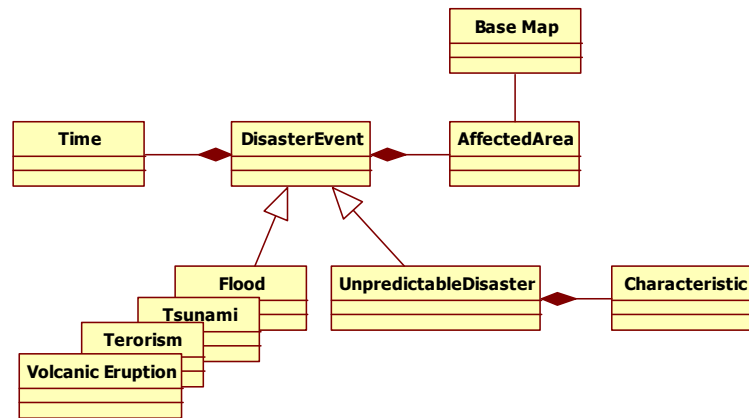 Base Map
Time
DisasterEvent
AffectedArea
Flood
UnpredictableDisaster
Characteristic
Tsunami
Terorism
Volcanic Eruption